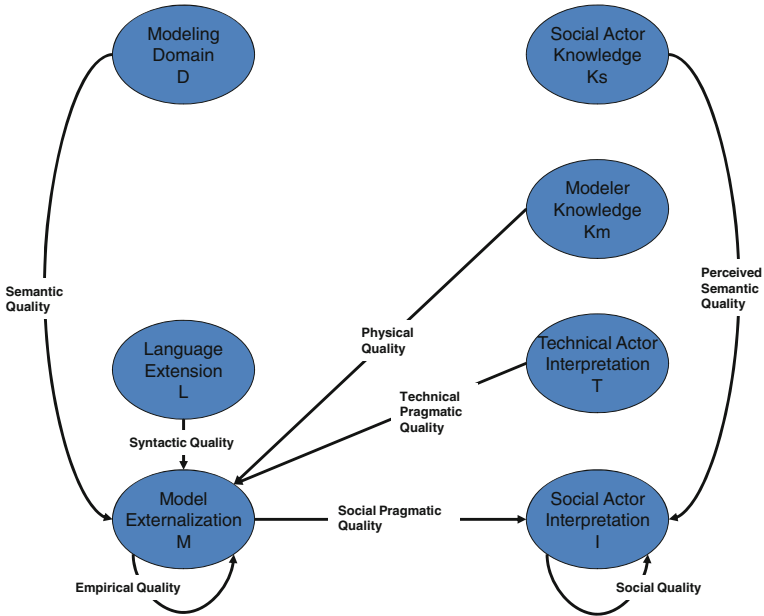 Modeling
Domain
D
Social Actor
Knowledge
Ks
Modeler
Knowledge
Km
Semantic
Quality
Perceived
Semantic
Quality
Physical
Quality
Language
Extension
L
Technical Actor
Interpretation
T
Technical
Pragmatic
Quality
Syntactic Quality
Model
Externalization
M
Social Pragmatic
Quality
Social Actor
Interpretation
I
Empirical Quality
Social Quality